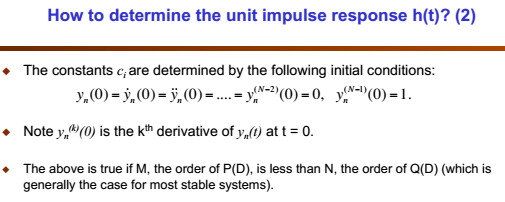 How to determine the unit impulse response h(t)? (2)
The constants cᵢ are determined by the following initial conditions:
yₙ(0) = ẏₙ(0) = ÿₙ(0) = .... = yₙ⁽ᴺ⁻²⁾(0) = 0, yₙ⁽ᴺ⁻¹⁾(0) = 1.
Note yₙ⁽ᵏ⁾(0) is the kᵗʰ derivative of yₙ(t) at t = 0.
The above is true if M, the order of P(D), is less than N, the order of Q(D) (which is
generally the case for most stable systems).